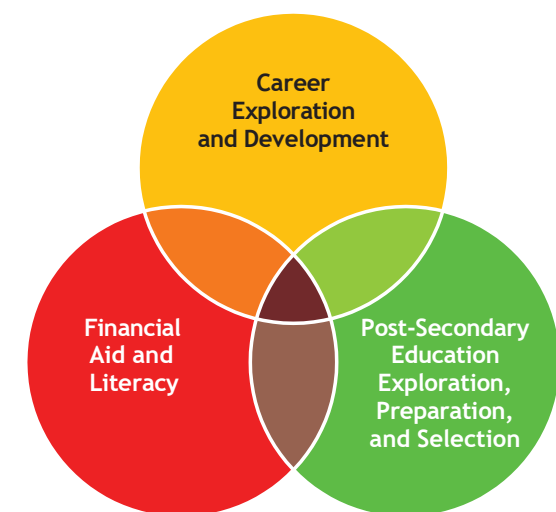 Career
Exploration
and Development
Financial
Aid and
Literacy
Post-Secondary
Education
Exploration,
Preparation,
and Selection